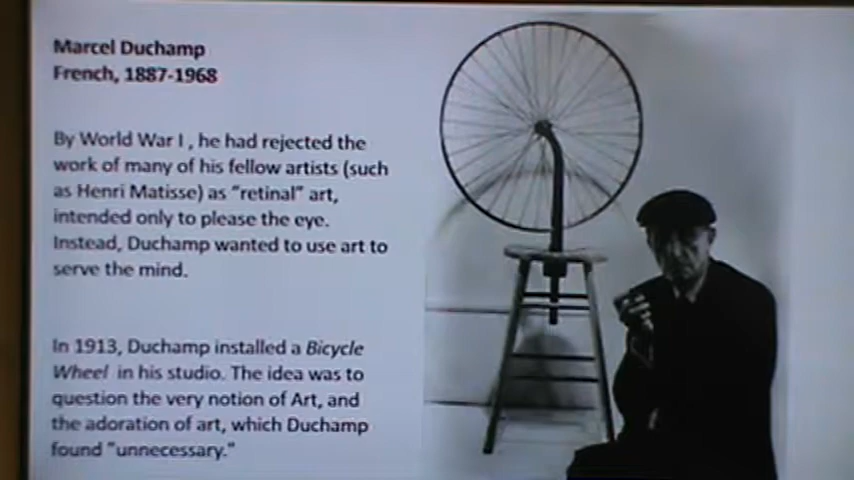 Marcel Duchamp
French, 1887-1968
By World War I , he had rejected the
work of many of his fellow artists (such
as Henri Matisse) as "retinal" art,
intended only to please the eye.
Instead, Duchamp wanted to use art to
serve the mind.
In 1913, Duchamp installed a Bicycle
Wheel in his studio. The idea was to
question the very notion of Art, and
the adoration of art, which Duchamp
found "unnecessary."